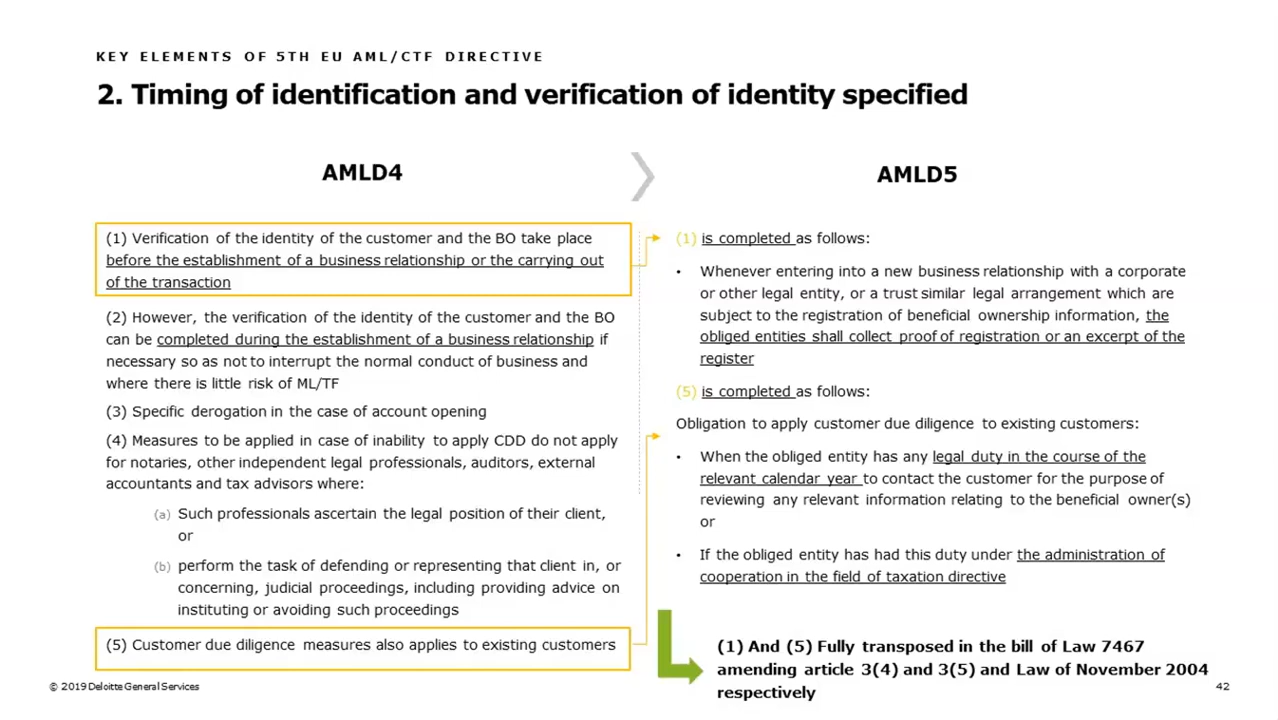 KEY ELEMENTS OF 5TH EU AML/CTF DIRECTIVE
2. Timing of identification and verification of identity specified
AMLD4
(1) Verification of the identity of the customer and the BO take place
before the establishment of a business relationship or the carrying out
of the transaction
(2) However, the verification of the identity of the customer and the BO
can be completed during the establishment of a business relationship if
necessary so as not to interrupt the normal conduct of business and
where there is little risk of ML/TF
(3) Specific derogation in the case of account opening
(4) Measures to be applied in case of inability to apply CDD do not apply
for notaries, other independent legal professionals, auditors, external
accountants and tax advisors where:
(a) Such professionals ascertain the legal position of their client,
or
(b) perform the task of defending or representing that client in, or
concerning, judicial proceedings, including providing advice on
instituting or avoiding such proceedings
(5) Customer due diligence measures also applies to existing customers
AMLD5
(1) is completed as follows:
• Whenever entering into a new business relationship with a corporate
or other legal entity, or a trust similar legal arrangement which are
subject to the registration of beneficial ownership information, the
obliged entities shall collect proof of registration or an excerpt of the
register
(5) is completed as follows:
Obligation to apply customer due diligence to existing customers:
• When the obliged entity has any legal duty in the course of the
relevant calendar year to contact the customer for the purpose of
reviewing any relevant information relating to the beneficial owner(s)
or
• If the obliged entity has had this duty under the administration of
cooperation in the field of taxation directive
(1) And (5) Fully transposed in the bill of Law 7467
amending article 3(4) and 3(5) and Law of November 2004
respectively
© 2019 Deloitte General Services
42